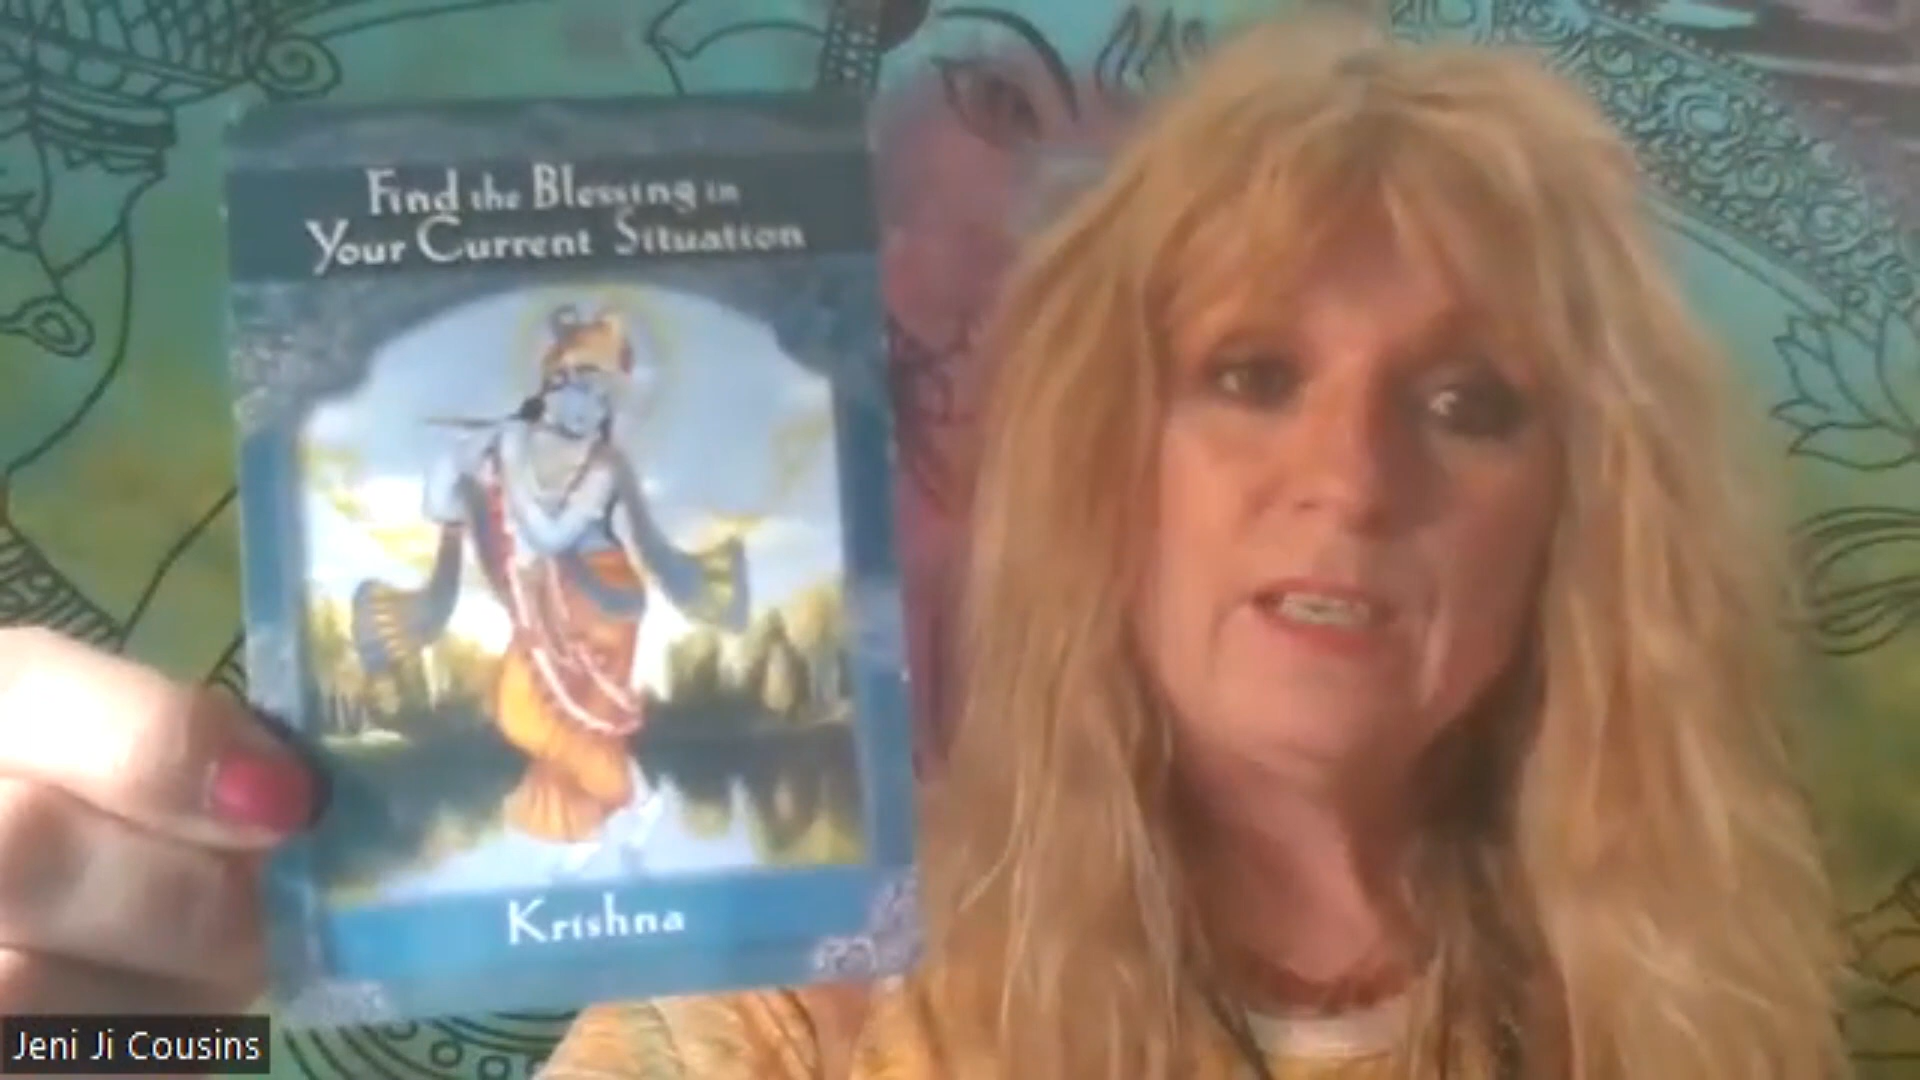 Find the Blessing in
Your Current Situation
Krishna
Jeni Ji Cousins